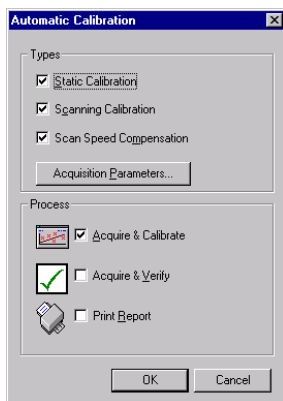 Automatic Calibration
Types
Static Calibration
Scanning Calibration
Scan Speed Compensation
Acquisition Parameters...
Process
Acquire & Calibrate
Acquire & Verify
Print Report
OK Cancel